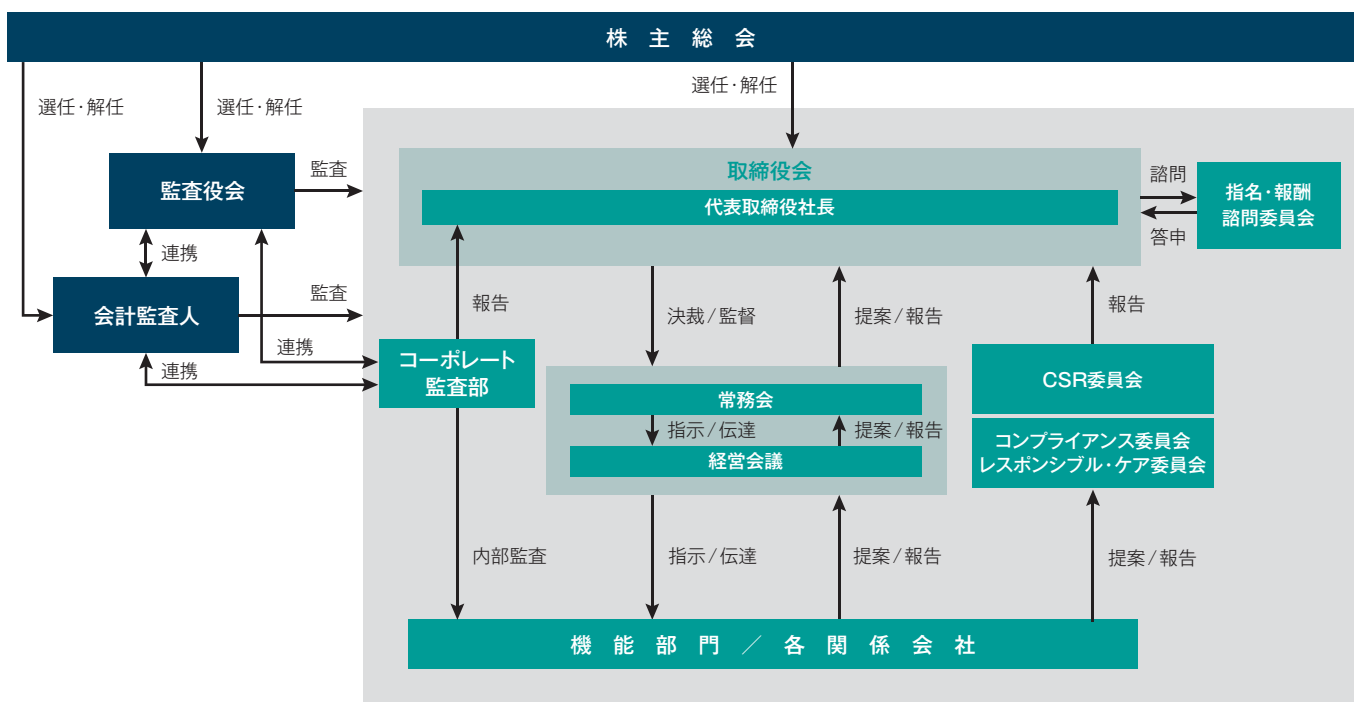 株主総会
選任・解任
選任・解任
選任・解任
監査役会
監査
取締役会
代表取締役社長
諮問
答申
指名・報酬
諮問委員会
連携
会計監査人
監査
報告
決裁/監督
提案/報告
報告
連携
連携
コーポレート
監査部
常務会
指示/伝達
提案/報告
経営会議
CSR委員会
コンプライアンス委員会
レスポンシブル・ケア委員会
内部監査
指示/伝達
提案/報告
提案/報告
機能部門/各関係会社